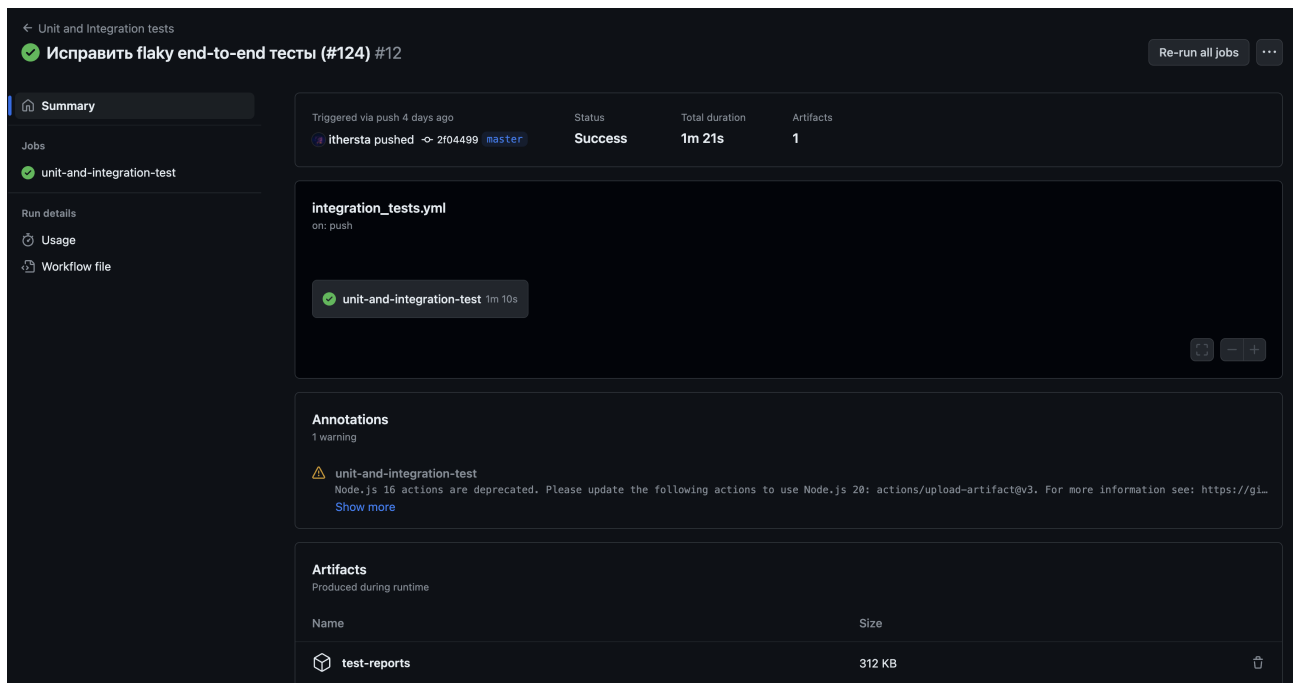 ← Unit and Integration tests
Исправить flaky end-to-end тесты (#124) #12
Re-run all jobs
...
Summary
Jobs
unit-and-integration-test
Run details
Usage
Workflow file
Triggered via push 4 days ago
ithersta pushed 2f04499 master
Status
Success
Total duration
1m 21s
Artifacts
1
integration_tests.yml
on: push
unit-and-integration-test 1m 10s
Annotations
1 warning
unit-and-integration-test
Node.js 16 actions are deprecated. Please update the following actions to use Node.js 20: actions/upload-artifact@v3. For more information see: https://gi…
Show more
Artifacts
Produced during runtime
Name Size
test-reports 312 KB